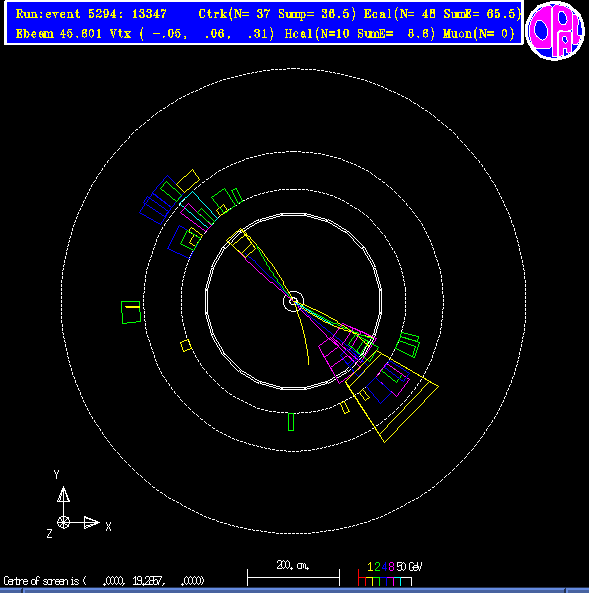 Run:event 5294: 13347 Ctrk(N= 37 Sump= 36.5) Ecal(N= 48 SumE= 65.5)
Ebeam 45.601 Vtx ( -.05, .06, .31) Hcal(N=10 SumE= 8.6) Muon(N= 0)
OPAL
Y
X
Z
200. cm.
1 2 4 8 50 GeV
Centre of screen is ( .0000, 19.2857, .0000)